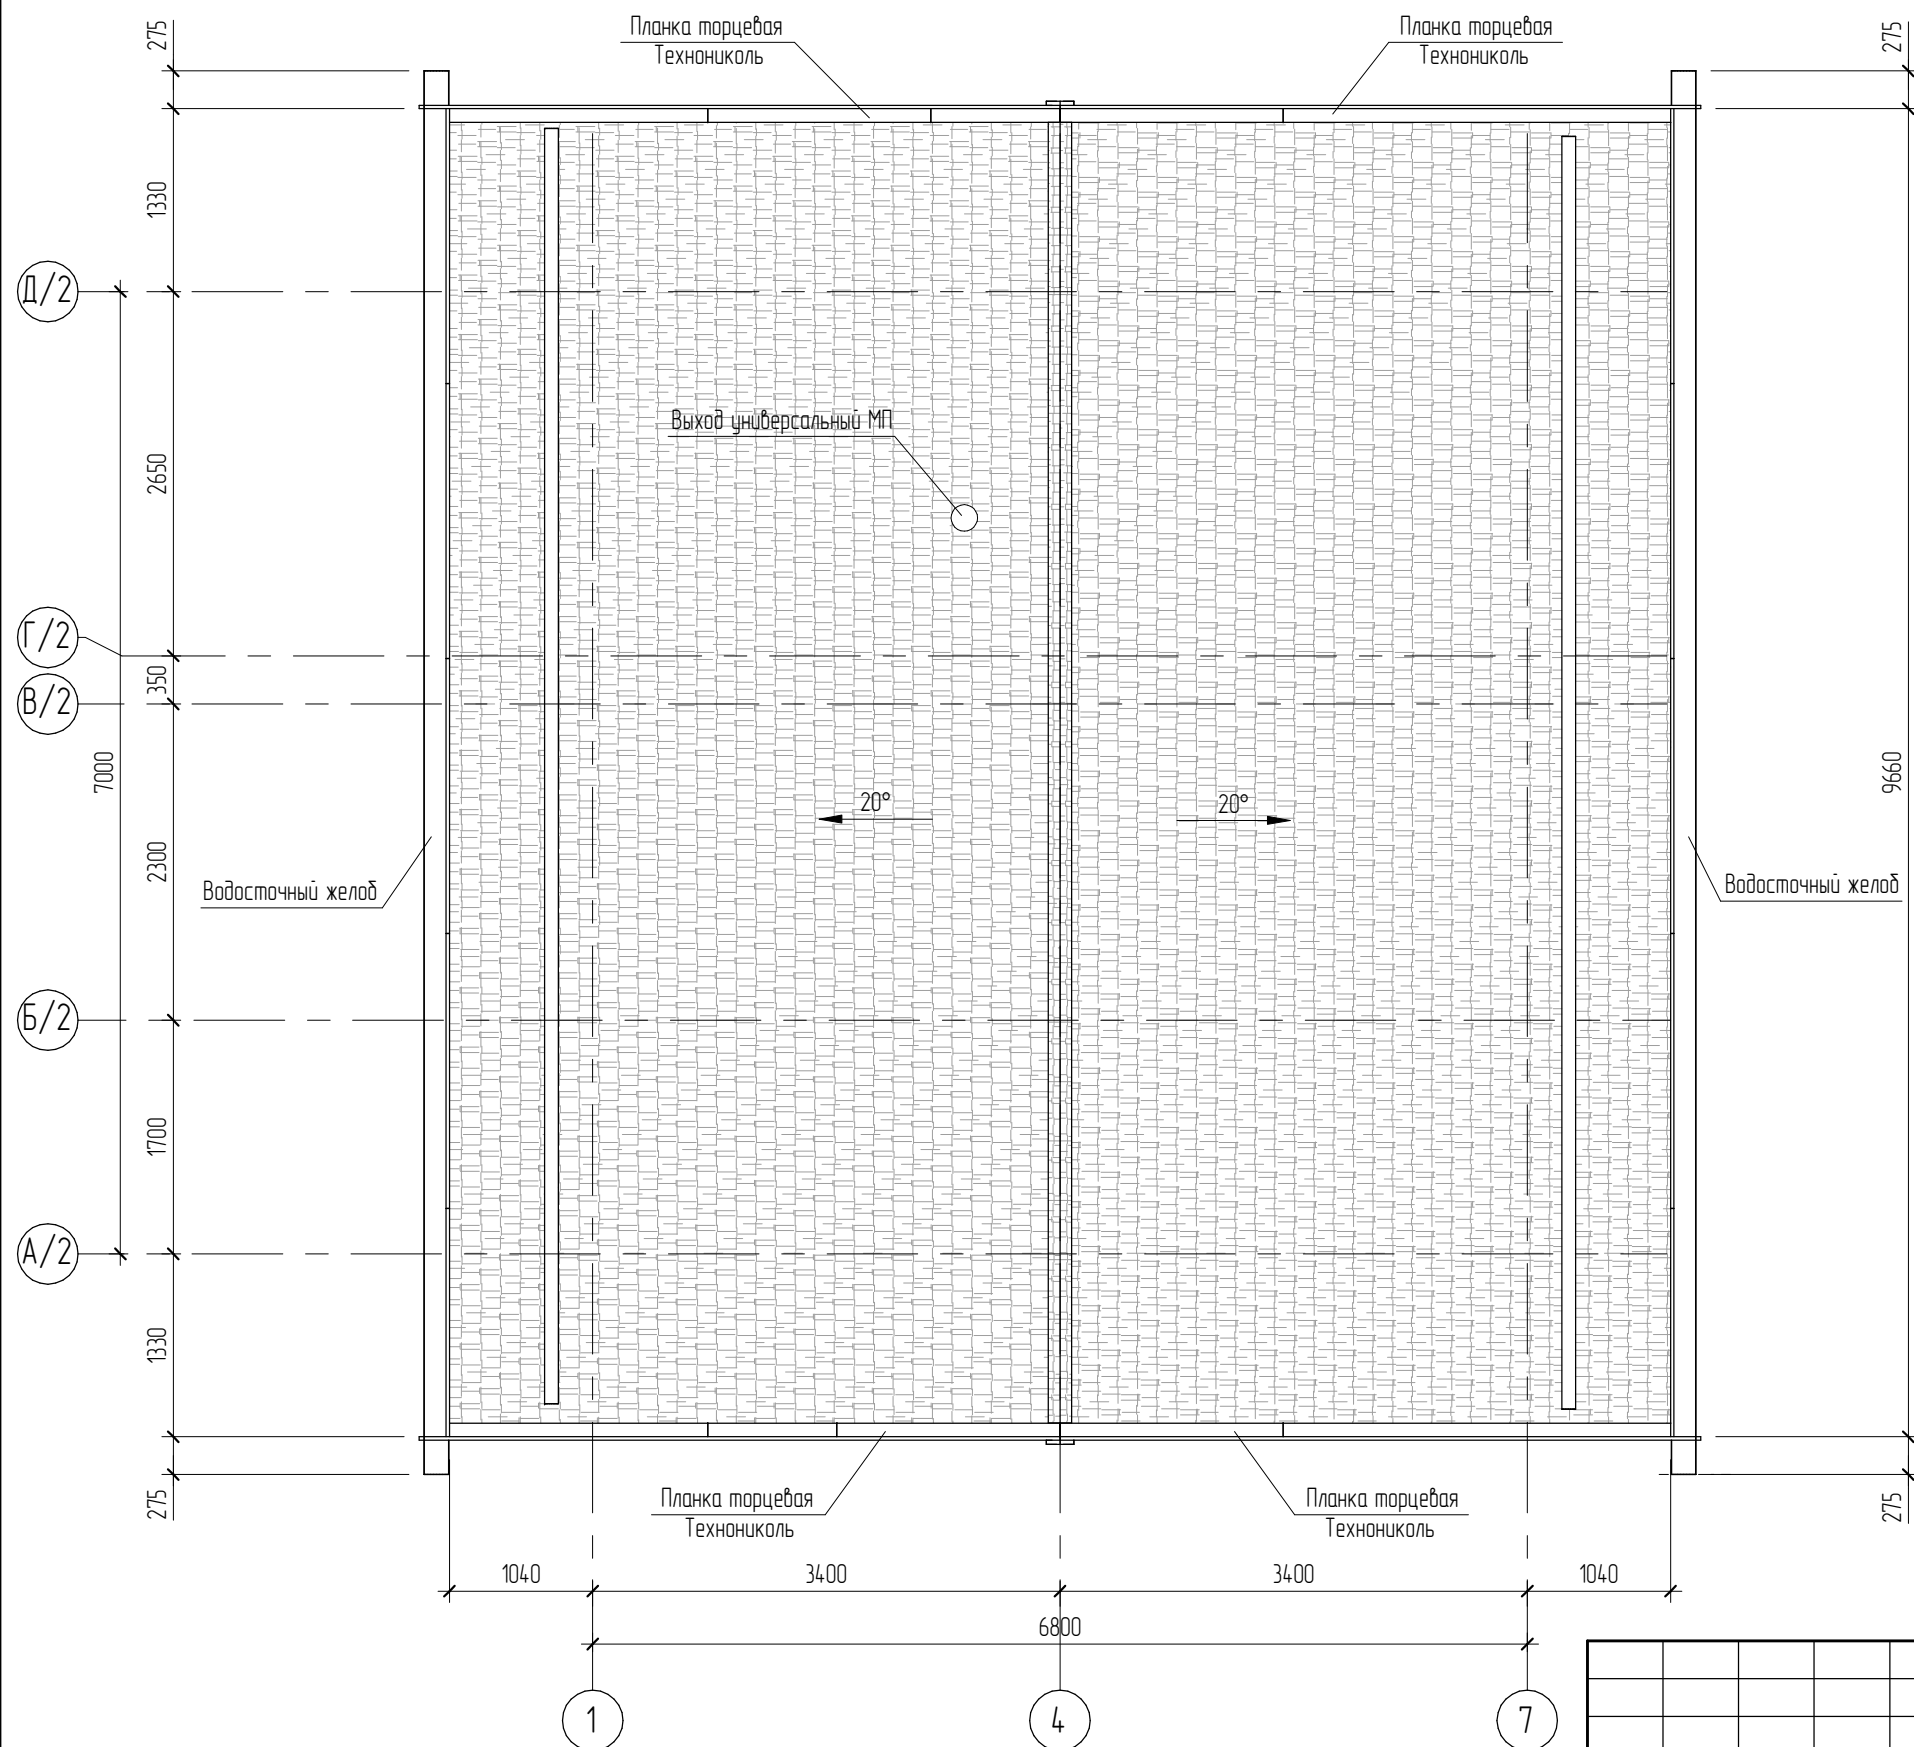 275
Планка торцевая
Технониколь
Планка торцевая
Технониколь
275
1330
Д/2
Выход универсальный МП
2650
Г/2
350
В/2
7000
9660
20°
20°
2300
Водосточный желоб
Водосточный желоб
Б/2
1700
А/2
1330
275
Планка торцевая
Технониколь
Планка торцевая
Технониколь
275
1040
3400
3400
1040
6800
1
4
7